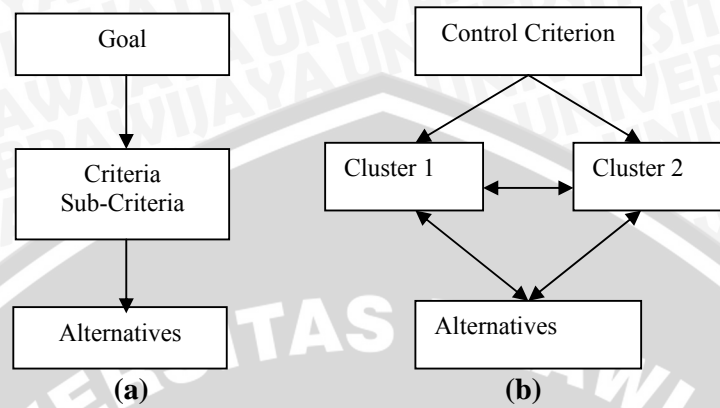 Goal
Criteria
Sub-Criteria
Alternatives
(a)
Control Criterion
Cluster 1
Cluster 2
Alternatives
(b)